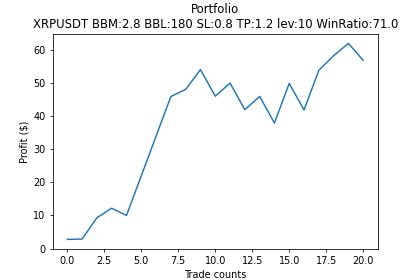 Portfolio
XRPUSDT BBM:2.8 BBL:180 SL:0.8 TP:1.2 lev:10 WinRatio:71.0
60
50
40
30
20
10
0
Profit ($)
0.0 2.5 5.0 7.5 10.0 12.5 15.0 17.5 20.0
Trade counts